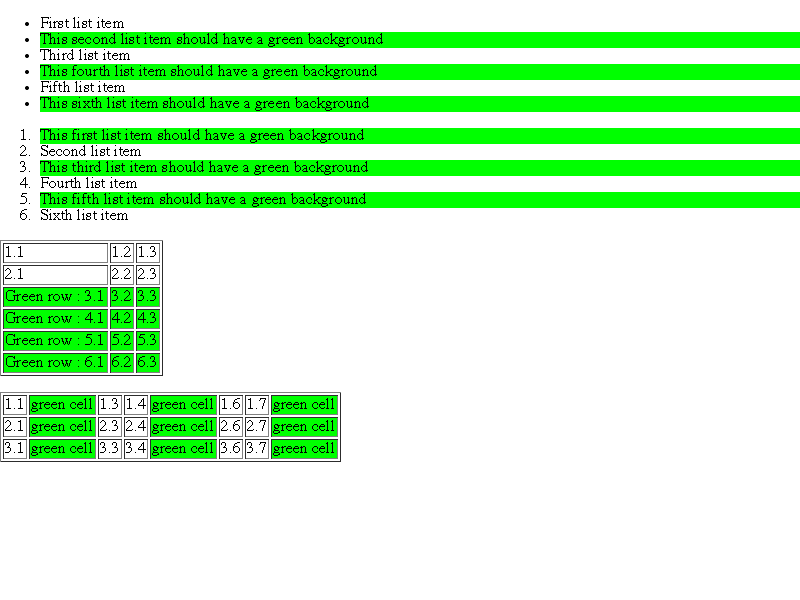 • First list item
• This second list item should have a green background
• Third list item
• This fourth list item should have a green background
• Fifth list item
• This sixth list item should have a green background
1. This first list item should have a green background
2. Second list item
3. This third list item should have a green background
4. Fourth list item
5. This fifth list item should have a green background
6. Sixth list item
1.1 1.2 1.3
2.1 2.2 2.3
Green row : 3.1 3.2 3.3
Green row : 4.1 4.2 4.3
Green row : 5.1 5.2 5.3
Green row : 6.1 6.2 6.3
1.1 green cell 1.3 1.4 green cell 1.6 1.7 green cell
2.1 green cell 2.3 2.4 green cell 2.6 2.7 green cell
3.1 green cell 3.3 3.4 green cell 3.6 3.7 green cell